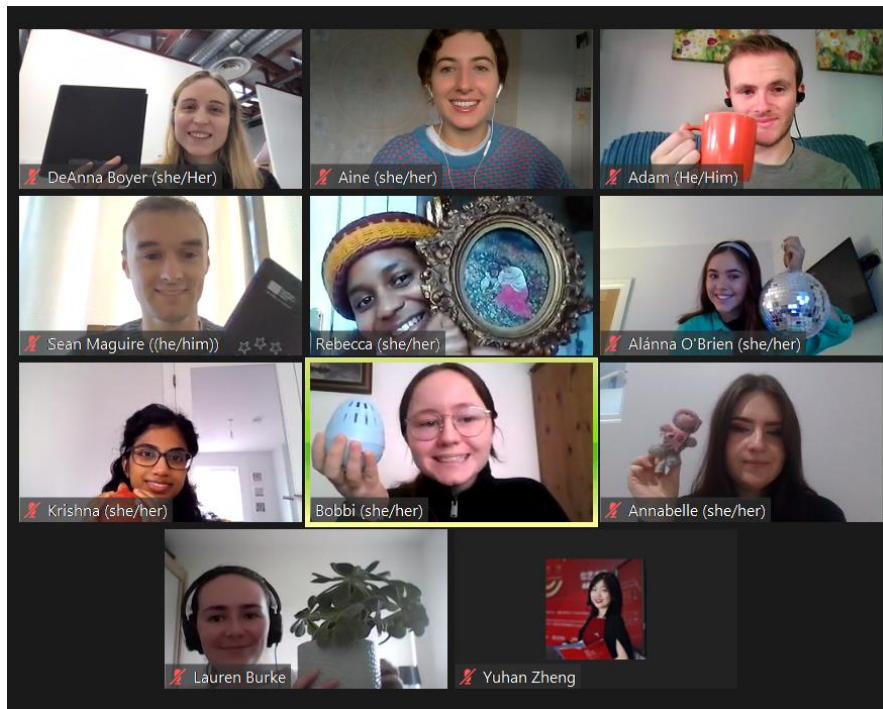 DeAnna Boyer (she/Her)
Aine (she/her)
Adam (He/Him)
Sean Maguire ((he/him))
Rebecca (she/her)
Alánna O'Brien (she/her)
Krishna (she/her)
Bobbi (she/her)
Annabelle (she/her)
Lauren Burke
Yuhan Zheng